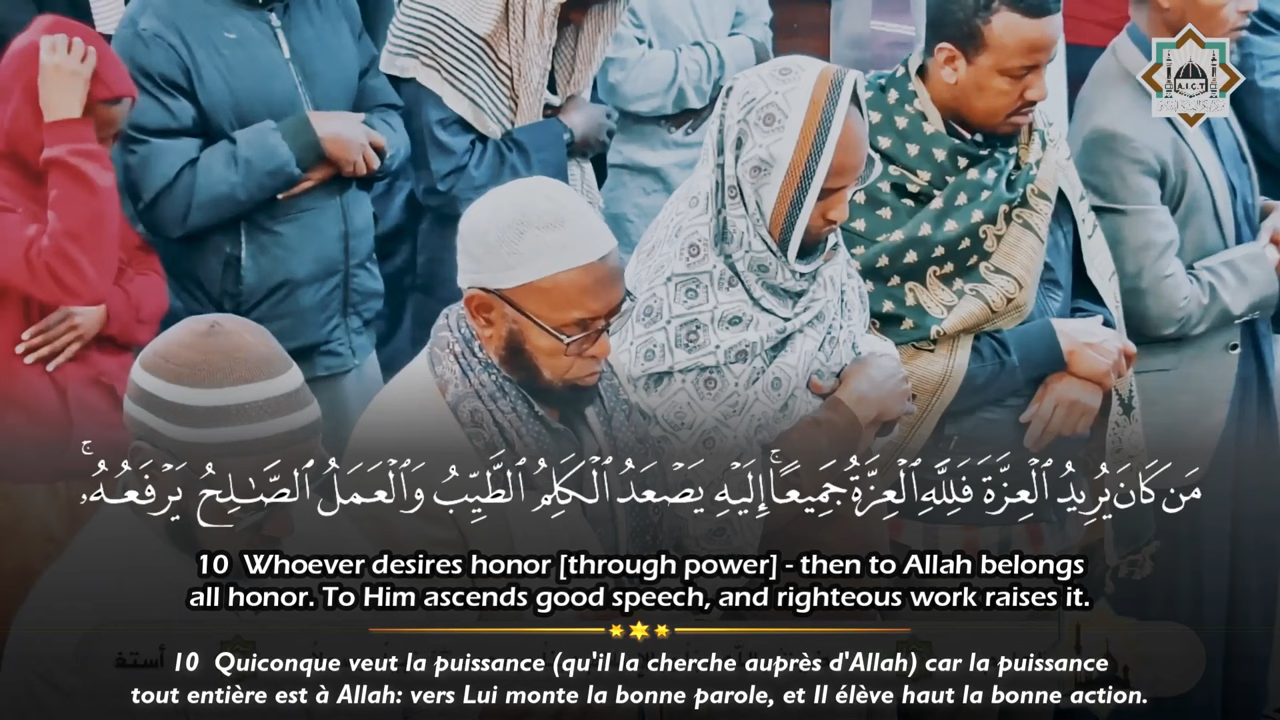 A.I.C.T
مَن كَانَ يُرِيدُ ٱلْعِزَّةَ فَلِلَّهِ ٱلْعِزَّةُ جَمِيعًا ۚ إِلَيْهِ يَصْعَدُ ٱلْكَلِمُ ٱلطَّيِّبُ وَٱلْعَمَلُ ٱلصَّـٰلِحُ يَرْفَعُهُۥ ۚ
10 Whoever desires honor [through power] - then to Allah belongs
all honor. To Him ascends good speech, and righteous work raises it.
10 Quiconque veut la puissance (qu'il la cherche auprès d'Allah) car la puissance
tout entière est à Allah: vers Lui monte la bonne parole, et Il élève haut la bonne action.